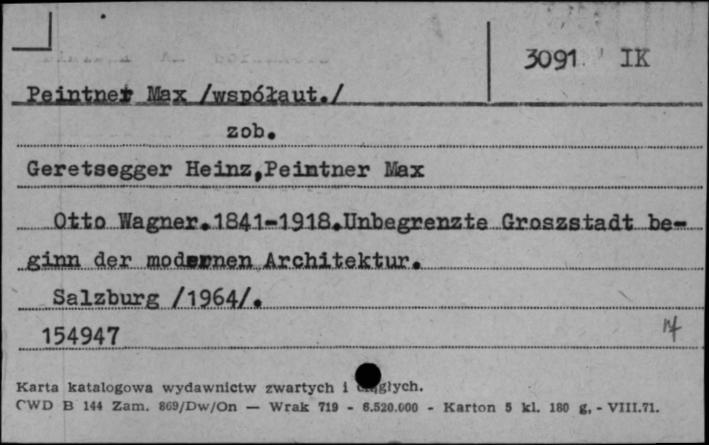 3091 IK
Peintner Max /współaut./
zob.
Geretsegger Heinz,Peintner Max
Otto Wagner.1841-1918.Unbegrenzte Groszstadt be-
ginn der modernen Architektur.
Salzburg /1964/.
154947
Karta katalogowa wydawnictw zwartych i ciągłych.
CWD B 144 Zam. 869/Dw/On — Wrak 719 - 6.520.000 - Karton 5 kl. 180 g. - VIII.71.